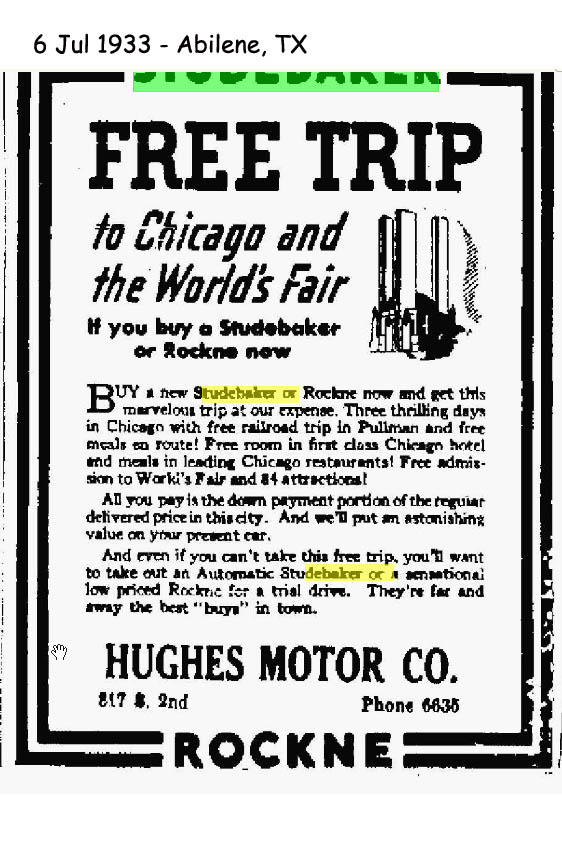 6 Jul 1933 - Abilene, TX
STUDEBAKER
FREE TRIP
to Chicago and
the World's Fair
If you buy a Studebaker
or Rockne now
BUY a new Studebaker or Rockne now and get this
marvelous trip at our expense. Three thrilling days
in Chicago with free railroad trip in Pullman and free
meals en route! Free room in first class Chicago hotel
and meals in leading Chicago restaurants! Free admis-
sion to World's Fair and 84 attractions!
All you pay is the down payment portion of the regular
delivered price in this city. And we'll put an astonishing
value on your present car.
And even if you can't take this free trip, you'll want
to take out an Automatic Studebaker or a sensational
low priced Rockne for a trial drive. They're far and
away the best "buys" in town.
HUGHES MOTOR CO.
817 S. 2nd Phone 6635
ROCKNE